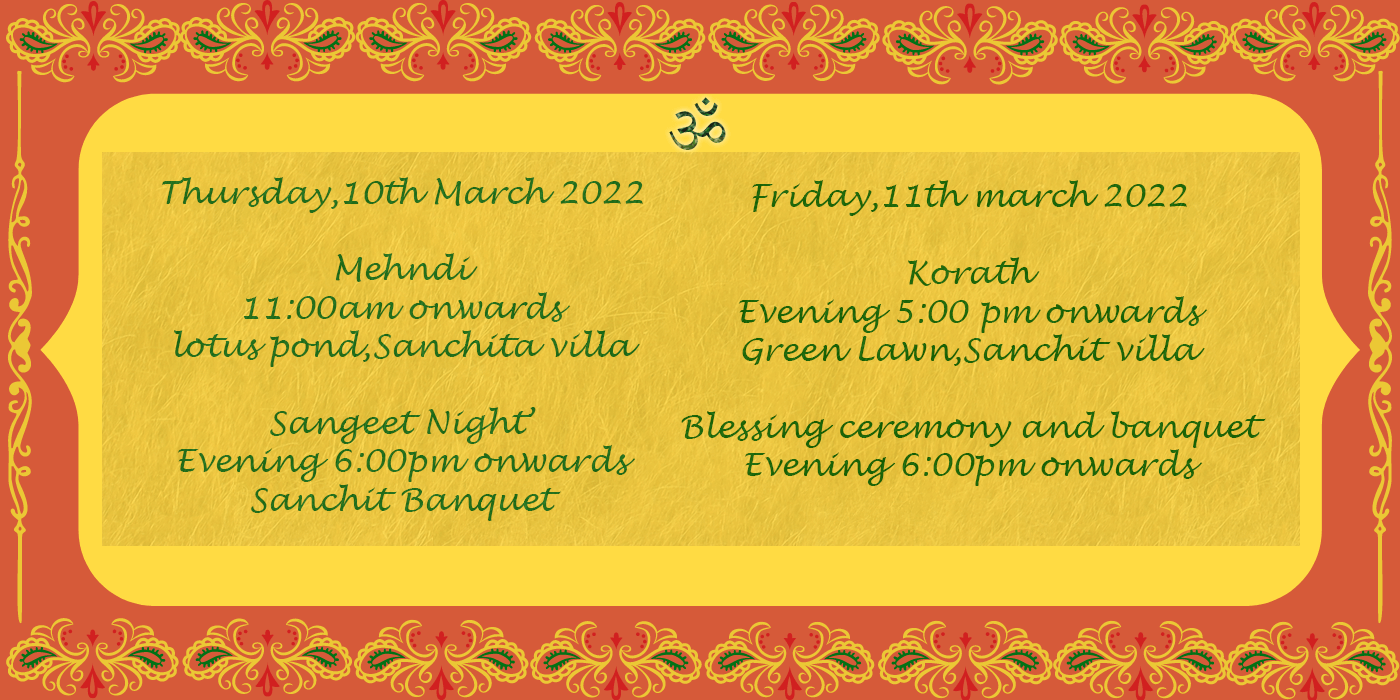 ॐ
Thursday,10th March 2022
Mehndi
11:00am onwards
lotus pond,Sanchita villa
Sangeet Night'
Evening 6:00pm onwards
Sanchit Banquet
Friday,11th march 2022
Korath
Evening 5:00 pm onwards
Green Lawn,Sanchit villa
Blessing ceremony and banquet
Evening 6:00pm onwards